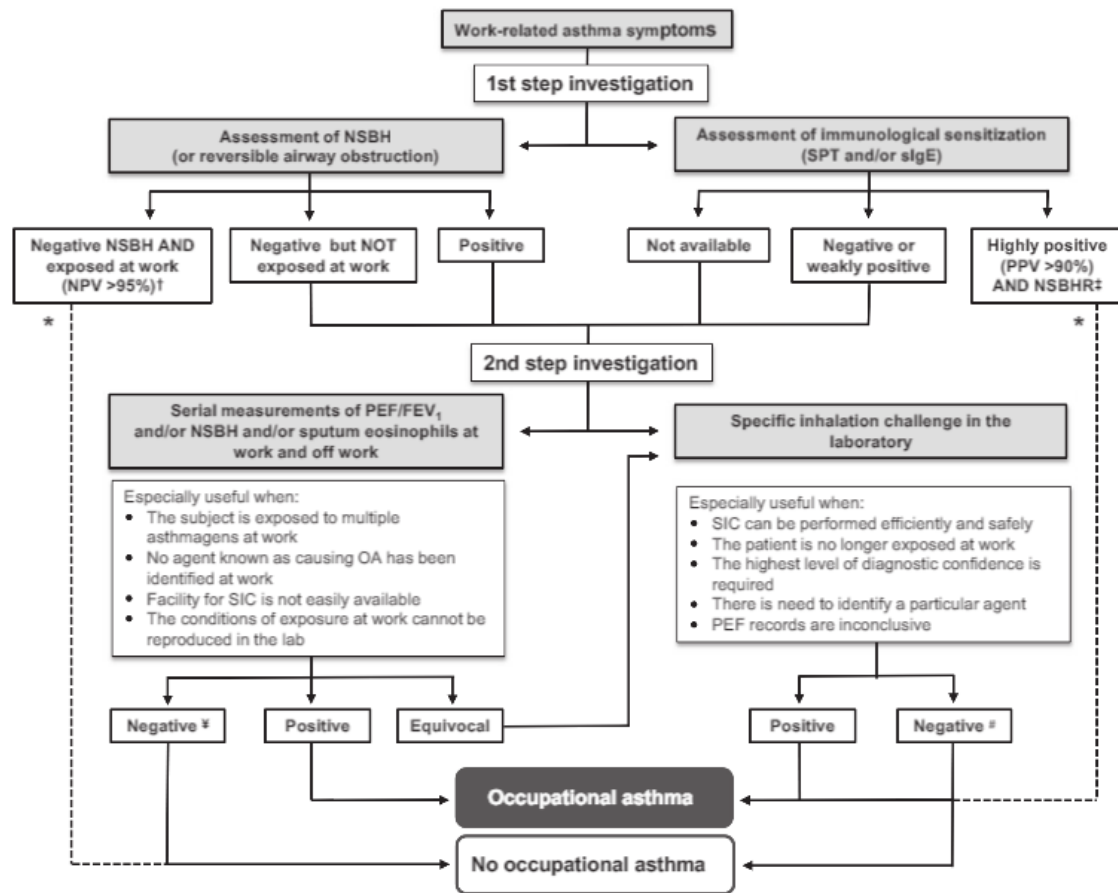 Work-related asthma symptoms
1st step investigation
Assessment of NSBH
(or reversible airway obstruction)
Assessment of immunological sensitization
(SPT and/or sIgE)
Negative NSBH AND
exposed at work
(NPV >95%)†
Negative but NOT
exposed at work
Positive
Not available
Negative or
weakly positive
Highly positive
(PPV >90%)
AND NSBHR‡
*
*
2nd step investigation
Serial measurements of PEF/FEV₁
and/or NSBH and/or sputum eosinophils at
work and off work
Specific inhalation challenge in the
laboratory
Especially useful when:
• The subject is exposed to multiple
asthmagens at work
• No agent known as causing OA has been
identified at work
• Facility for SIC is not easily available
• The conditions of exposure at work cannot be
reproduced in the lab
Especially useful when:
• SIC can be performed efficiently and safely
• The patient is no longer exposed at work
• The highest level of diagnostic confidence is
required
• There is need to identify a particular agent
• PEF records are inconclusive
Negative ¥
Positive
Equivocal
Positive
Negative #
Occupational asthma
No occupational asthma